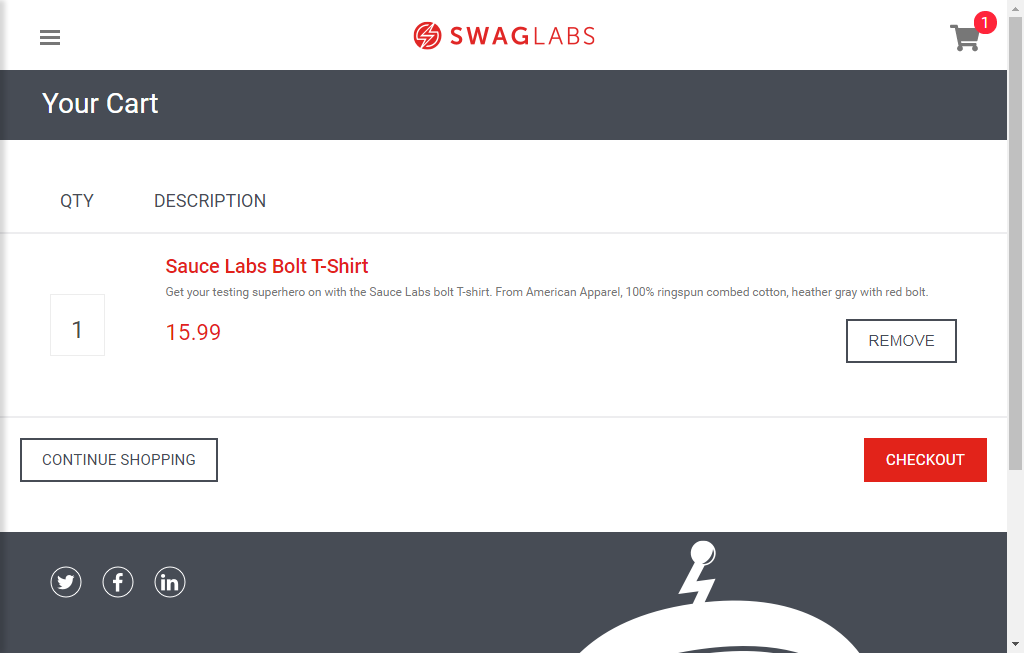 SWAGLABS
1
Your Cart
QTY DESCRIPTION
Sauce Labs Bolt T-Shirt
Get your testing superhero on with the Sauce Labs bolt T-shirt. From American Apparel, 100% ringspun combed cotton, heather gray with red bolt.
1
15.99
REMOVE
CONTINUE SHOPPING
CHECKOUT